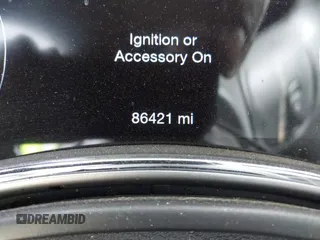 Ignition or
Accessory On
86421 mi
DREAMBID